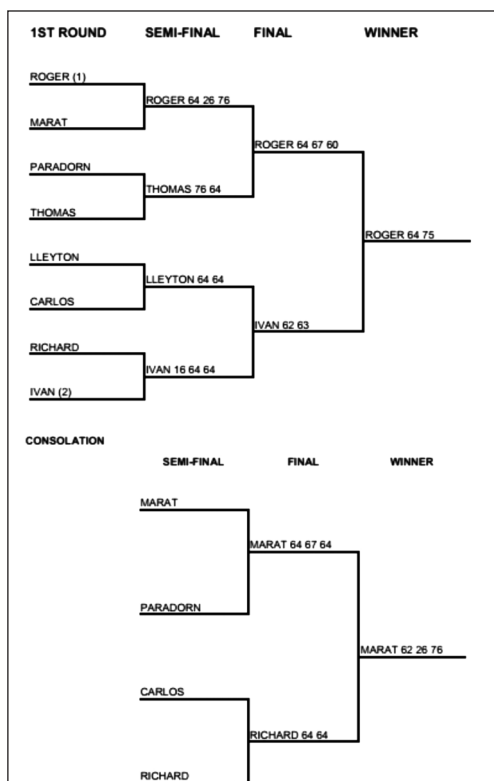 1ST ROUND SEMI-FINAL FINAL WINNER
ROGER (1)
ROGER 64 26 76
MARAT
ROGER 64 67 60
PARADORN
THOMAS 76 64
THOMAS
ROGER 64 75
LLEYTON
LLEYTON 64 64
CARLOS
IVAN 62 63
RICHARD
IVAN 16 64 64
IVAN (2)
CONSOLATION
SEMI-FINAL FINAL WINNER
MARAT
MARAT 64 67 64
PARADORN
MARAT 62 26 76
CARLOS
RICHARD 64 64
RICHARD